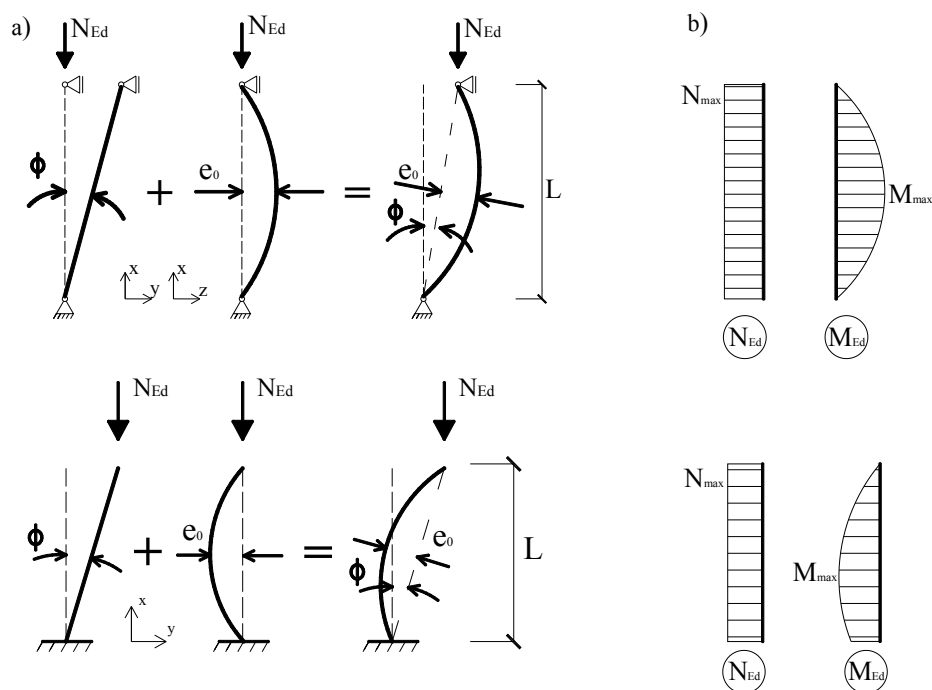 a)
b)
NEd
NEd
NEd
ϕ
+
e0
=
e0
ϕ
L
x
y
x
z
Nmax
Mmax
NEd
MEd
NEd
NEd
NEd
ϕ
+
e0
=
ϕ
e0
L
x
y
Nmax
Mmax
NEd
MEd